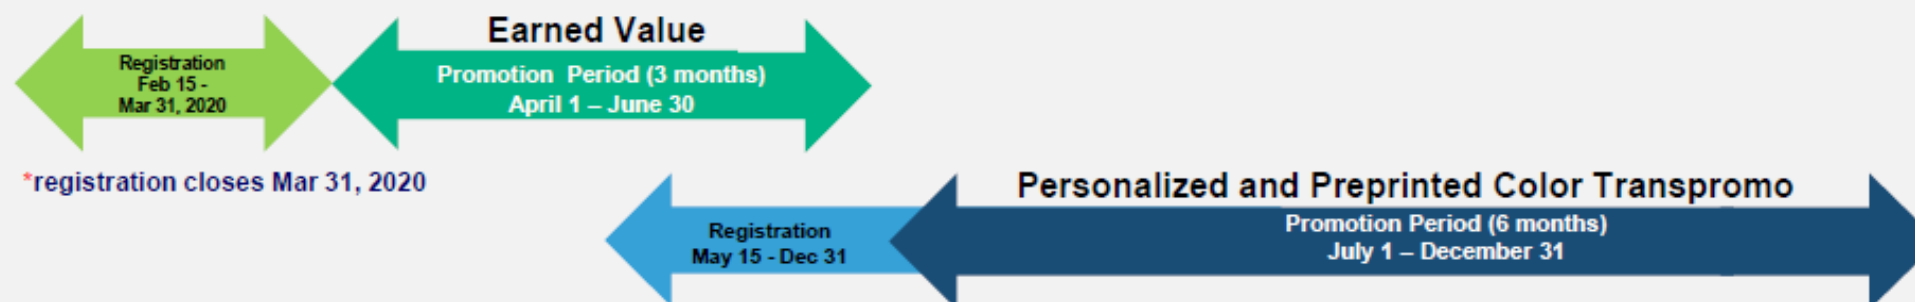 Earned Value
Registration
Feb 15 -
Mar 31, 2020
Promotion Period (3 months)
April 1 – June 30
*registration closes Mar 31, 2020
Personalized and Preprinted Color Transpromo
Registration
May 15 - Dec 31
Promotion Period (6 months)
July 1 – December 31